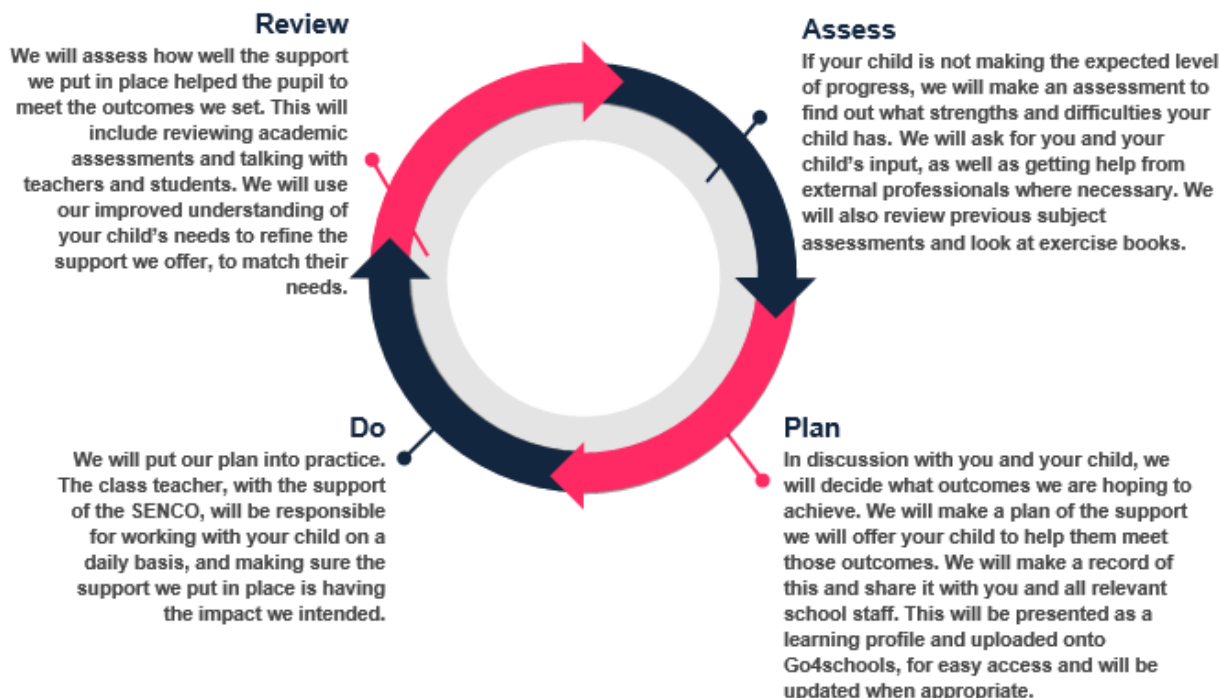 Review
We will assess how well the support
we put in place helped the pupil to
meet the outcomes we set. This will
include reviewing academic
assessments and talking with
teachers and students. We will use
our improved understanding of
your child's needs to refine the
support we offer, to match their
needs.
Assess
If your child is not making the expected level
of progress, we will make an assessment to
find out what strengths and difficulties your
child has. We will ask for you and your
child's input, as well as getting help from
external professionals where necessary. We
will also review previous subject
assessments and look at exercise books.
Do
We will put our plan into practice.
The class teacher, with the support
of the SENCO, will be responsible
for working with your child on a
daily basis, and making sure the
support we put in place is having
the impact we intended.
Plan
In discussion with you and your child, we
will decide what outcomes we are hoping to
achieve. We will make a plan of the support
we will offer your child to help them meet
those outcomes. We will make a record of
this and share it with you and all relevant
school staff. This will be presented as a
learning profile and uploaded onto
Go4schools, for easy access and will be
updated when appropriate.